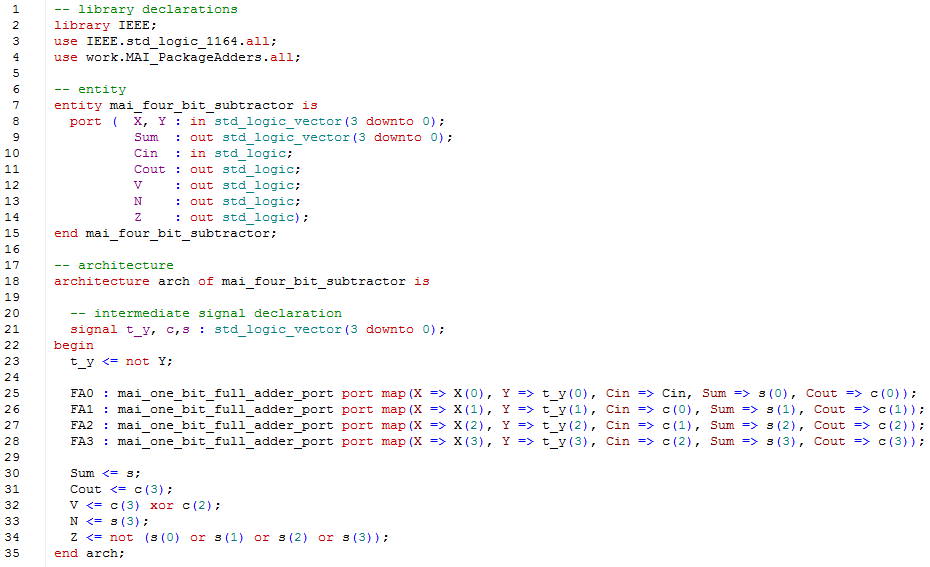 1 -- library declarations
2 library IEEE;
3 use IEEE.std_logic_1164.all;
4 use work.MAI_PackageAdders.all;
5
6 -- entity
7 entity mai_four_bit_subtractor is
8 port ( X, Y : in std_logic_vector(3 downto 0);
9 Sum : out std_logic_vector(3 downto 0);
10 Cin : in std_logic;
11 Cout : out std_logic;
12 V : out std_logic;
13 N : out std_logic;
14 Z : out std_logic);
15 end mai_four_bit_subtractor;
16
17 -- architecture
18 architecture arch of mai_four_bit_subtractor is
19
20 -- intermediate signal declaration
21 signal t_y, c,s : std_logic_vector(3 downto 0);
22 begin
23 t_y <= not Y;
24
25 FA0 : mai_one_bit_full_adder_port port map(X => X(0), Y => t_y(0), Cin => Cin, Sum => s(0), Cout => c(0));
26 FA1 : mai_one_bit_full_adder_port port map(X => X(1), Y => t_y(1), Cin => c(0), Sum => s(1), Cout => c(1));
27 FA2 : mai_one_bit_full_adder_port port map(X => X(2), Y => t_y(2), Cin => c(1), Sum => s(2), Cout => c(2));
28 FA3 : mai_one_bit_full_adder_port port map(X => X(3), Y => t_y(3), Cin => c(2), Sum => s(3), Cout => c(3));
29
30 Sum <= s;
31 Cout <= c(3);
32 V <= c(3) xor c(2);
33 N <= s(3);
34 Z <= not (s(0) or s(1) or s(2) or s(3));
35 end arch;